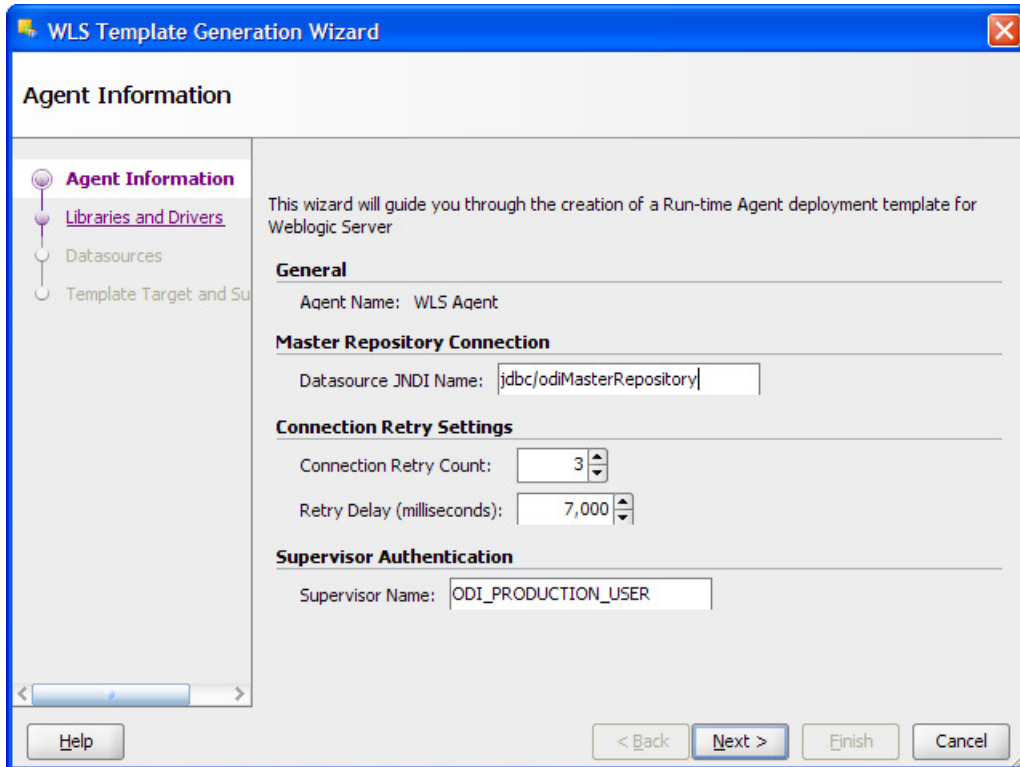 WLS Template Generation Wizard
Agent Information
Agent Information
Libraries and Drivers
Datasources
Template Target and Su
This wizard will guide you through the creation of a Run-time Agent deployment template for
Weblogic Server
General
Agent Name: WLS Agent
Master Repository Connection
Datasource JNDI Name: jdbc/odiMasterRepository
Connection Retry Settings
Connection Retry Count: 3
Retry Delay (milliseconds): 7,000
Supervisor Authentication
Supervisor Name: ODI_PRODUCTION_USER
Help < Back Next > Finish Cancel